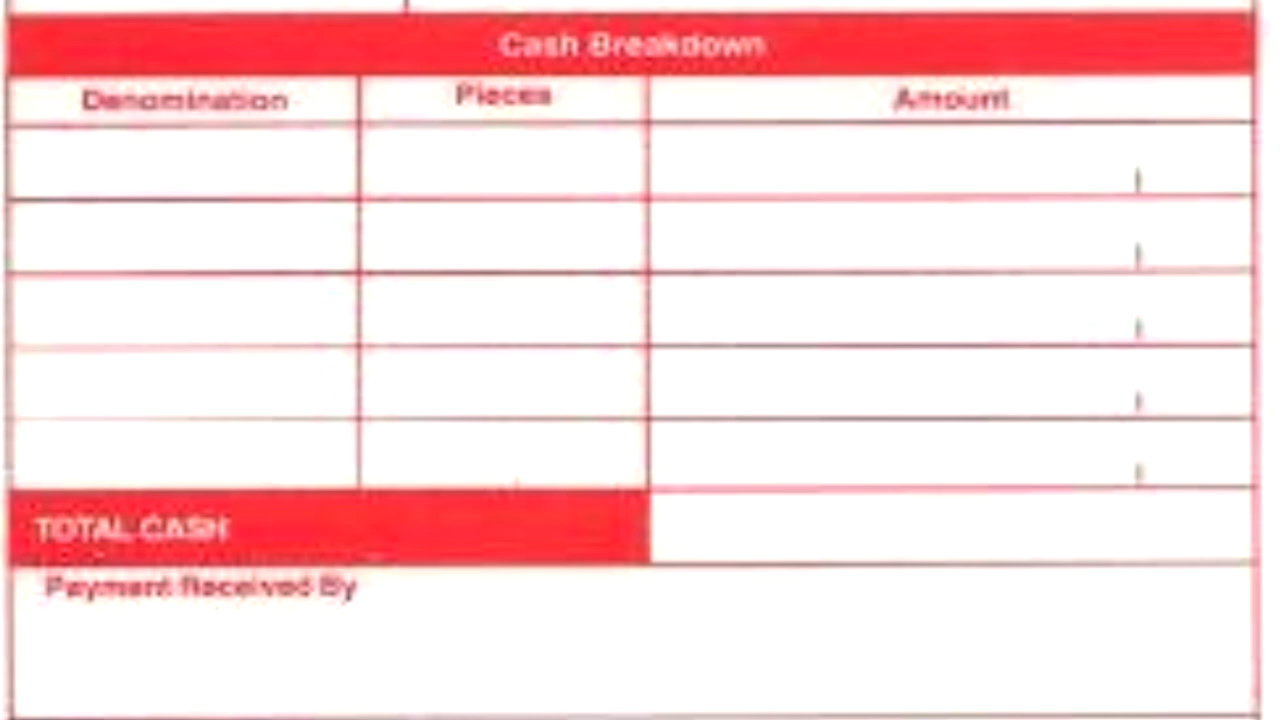 Cash Breakdown
Denomination Pieces Amount
TOTAL CASH
Payment Received By